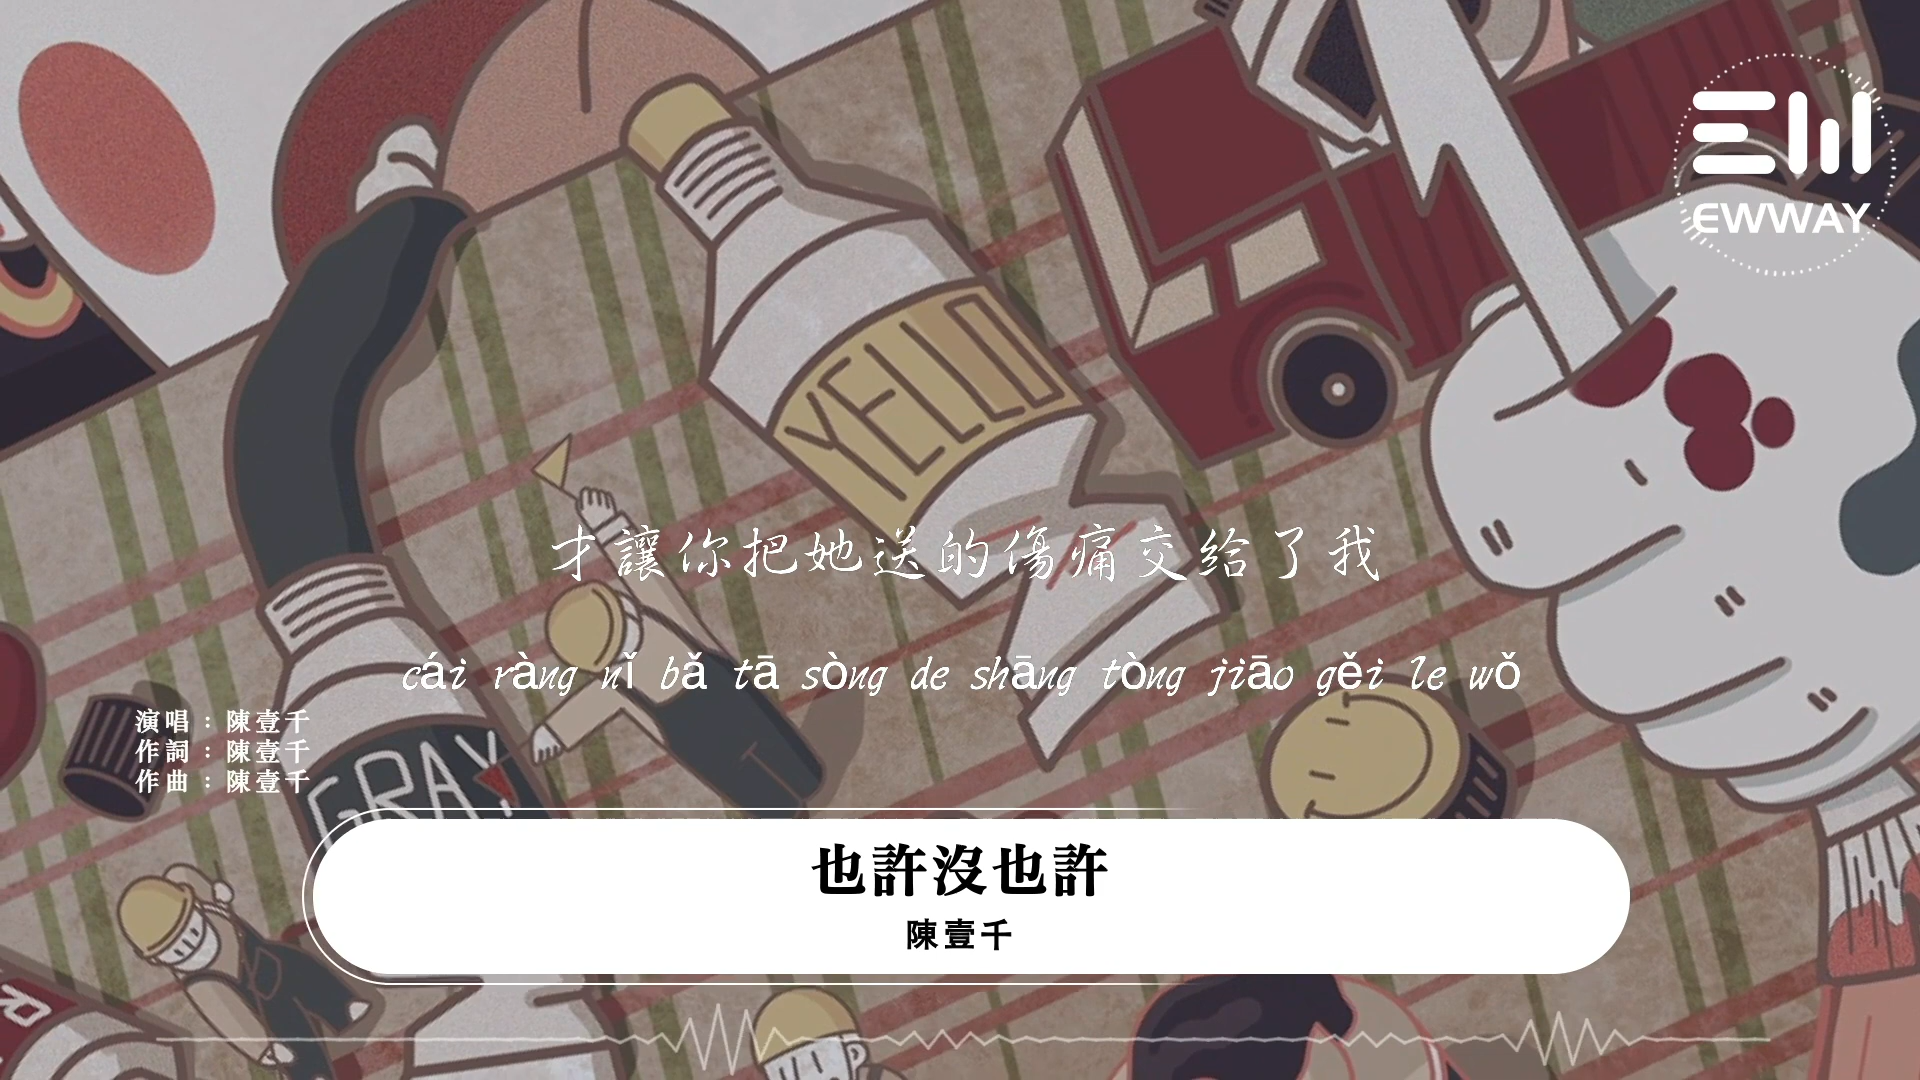 EW
EWWAY
YELLO
才讓你把她送的傷痛交給了我
cái ràng nǐ bǎ tā sòng de shāng tòng jiāo gěi le wǒ
演唱：陳壹千
作詞：陳壹千
作曲：陳壹千
GRAY
也許沒也許
陳壹千